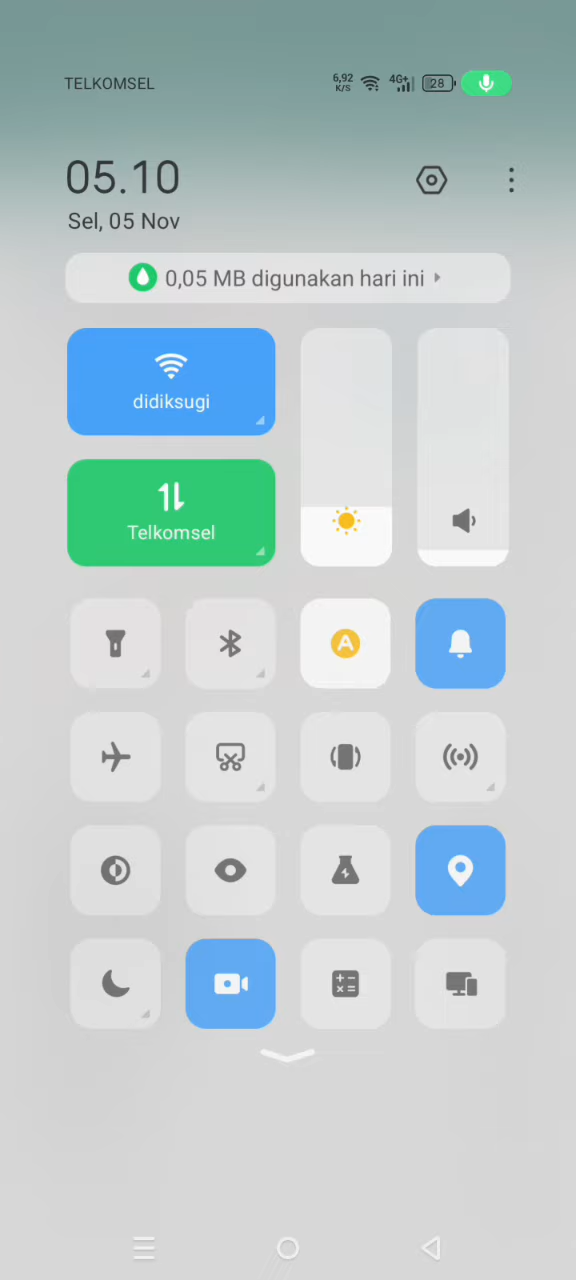 TELKOMSEL
6,92
K/S
4G+
28
05.10
Sel, 05 Nov
0,05 MB digunakan hari ini
didiksugi
Telkomsel
A